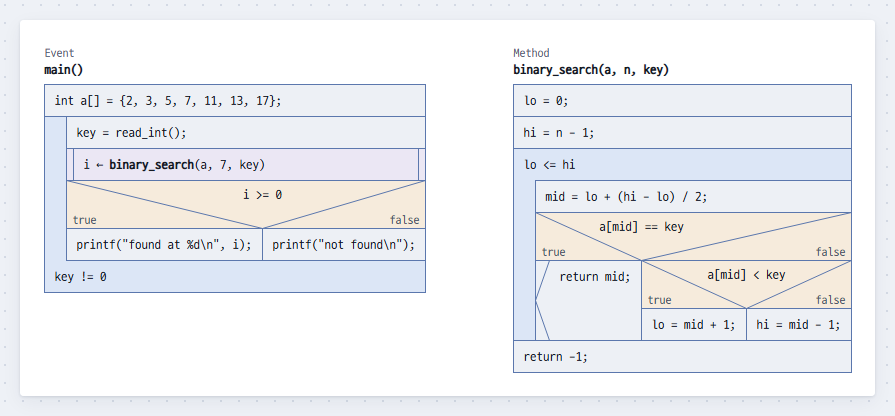 Event
main()
int a[] = {2, 3, 5, 7, 11, 13, 17};
key = read_int();
i ← binary_search(a, 7, key)
i >= 0
true
false
printf("found at %d\n", i);
printf("not found\n");
key != 0
Method
binary_search(a, n, key)
lo = 0;
hi = n - 1;
lo <= hi
mid = lo + (hi - lo) / 2;
a[mid] == key
true
false
return mid;
a[mid] < key
true
false
lo = mid + 1;
hi = mid - 1;
return -1;